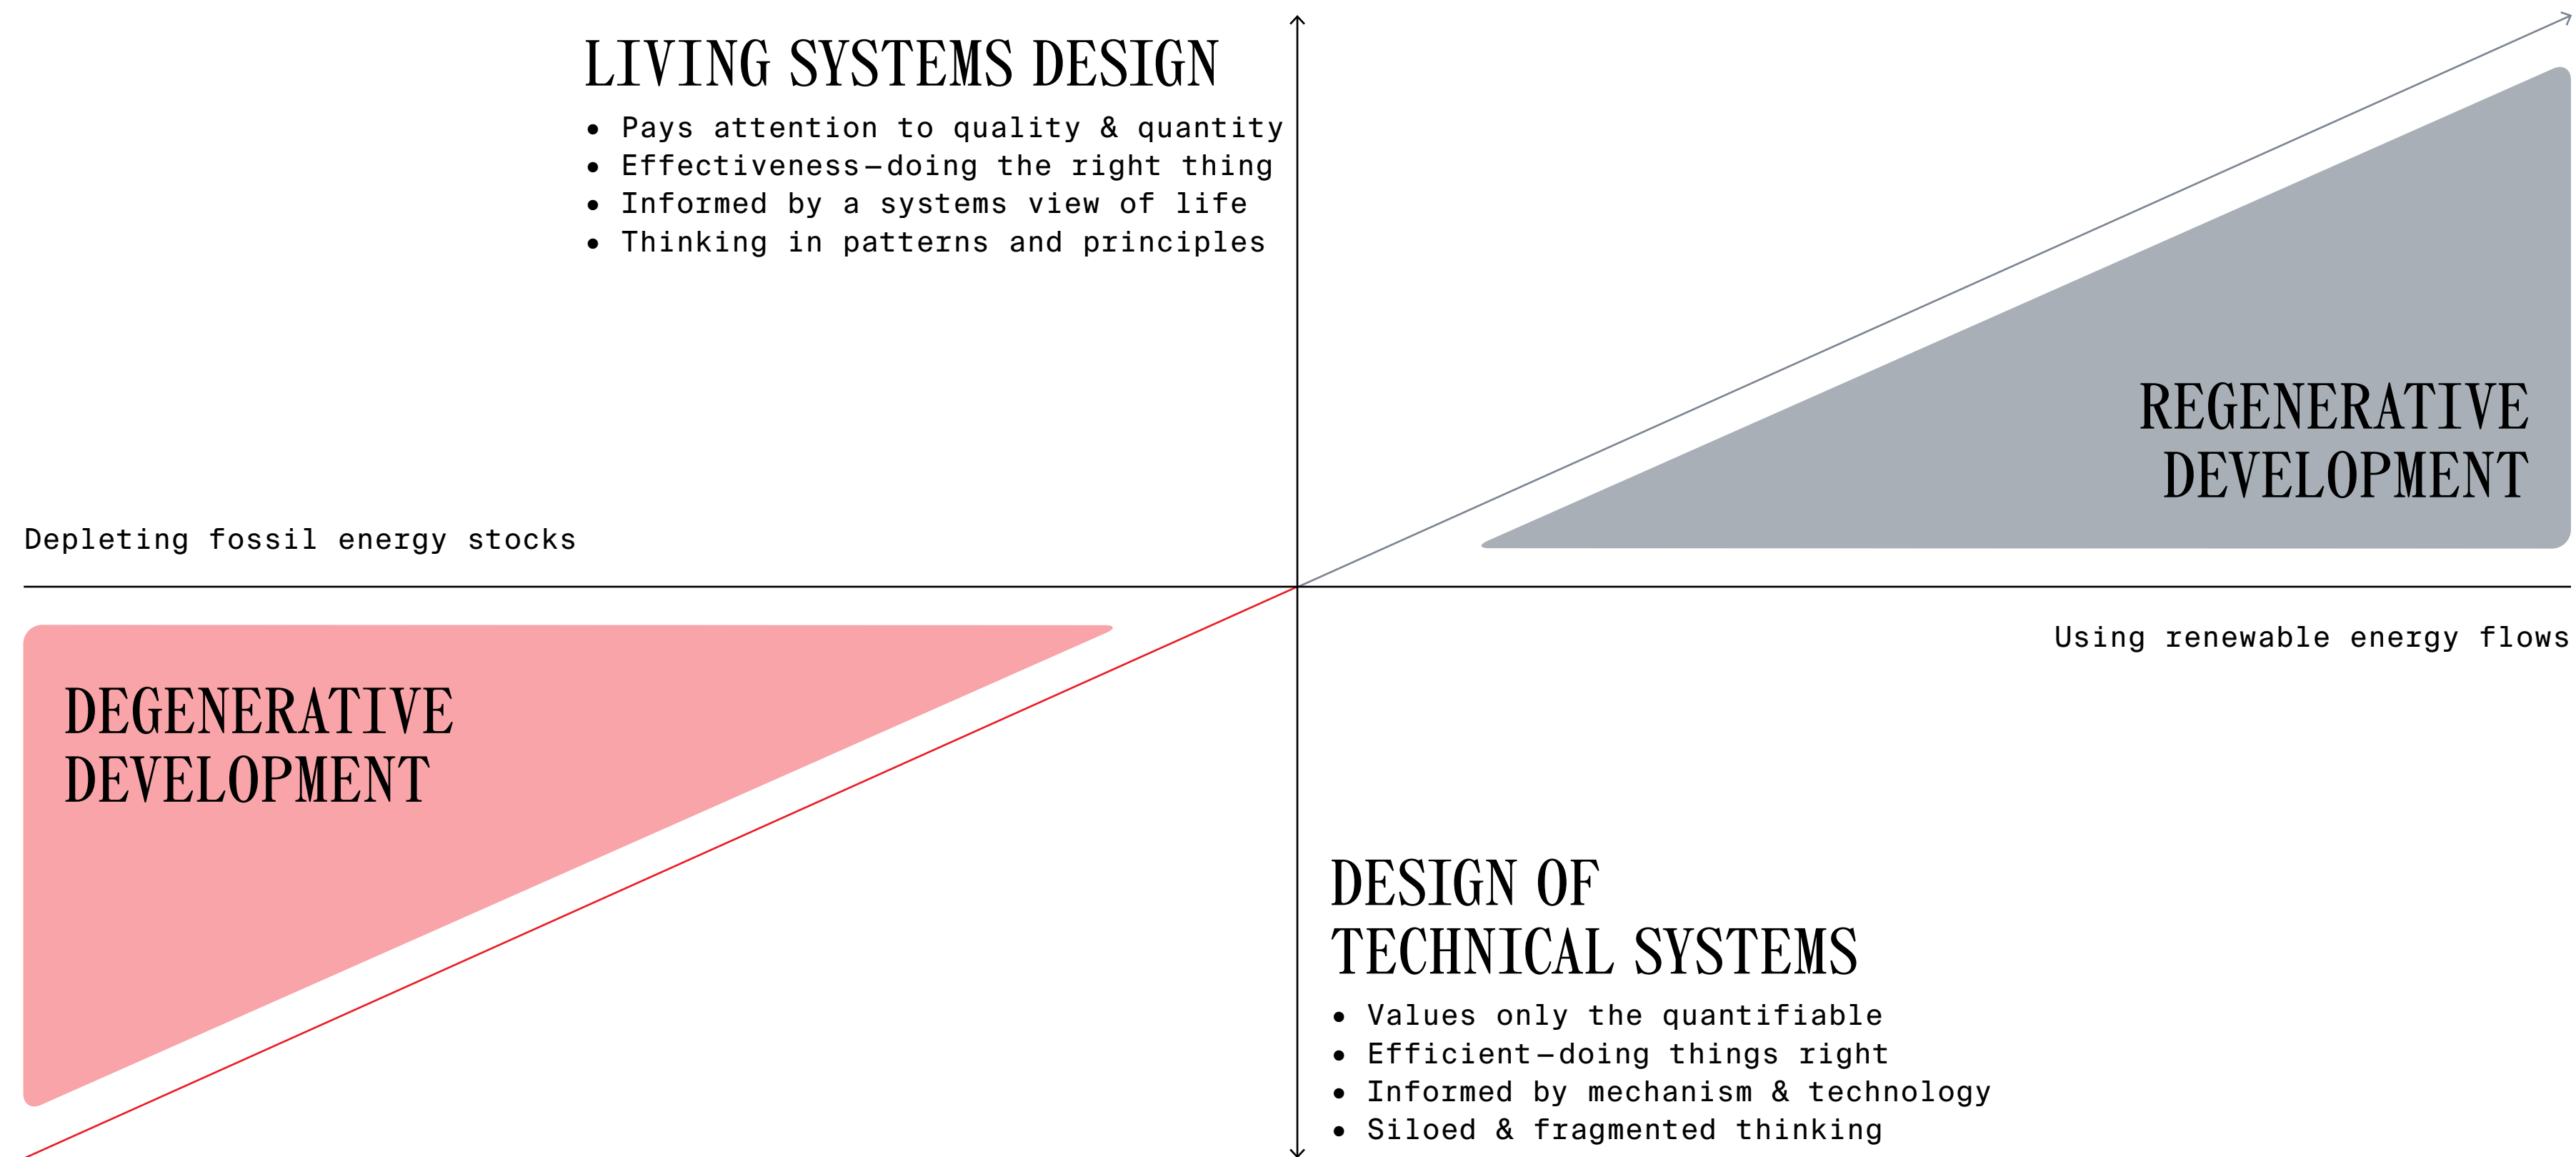 LIVING SYSTEMS DESIGN
• Pays attention to quality & quantity
• Effectiveness—doing the right thing
• Informed by a systems view of life
• Thinking in patterns and principles
REGENERATIVE
DEVELOPMENT
Depleting fossil energy stocks
Using renewable energy flows
DEGENERATIVE
DEVELOPMENT
DESIGN OF
TECHNICAL SYSTEMS
• Values only the quantifiable
• Efficient—doing things right
• Informed by mechanism & technology
• Siloed & fragmented thinking